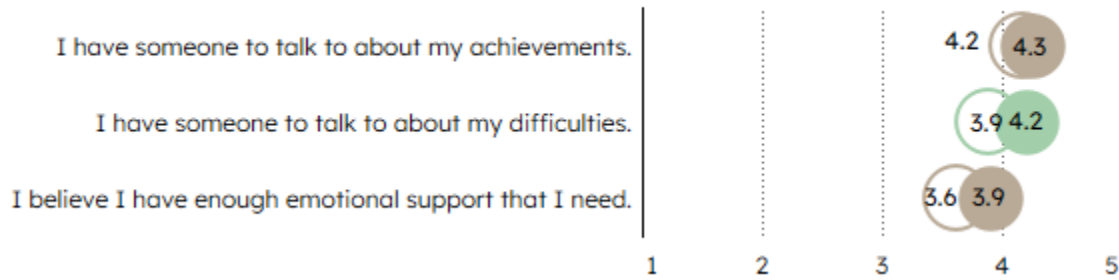 I have someone to talk to about my achievements. 4.2 4.3
I have someone to talk to about my difficulties. 3.9 4.2
I believe I have enough emotional support that I need. 3.6 3.9
1 2 3 4 5